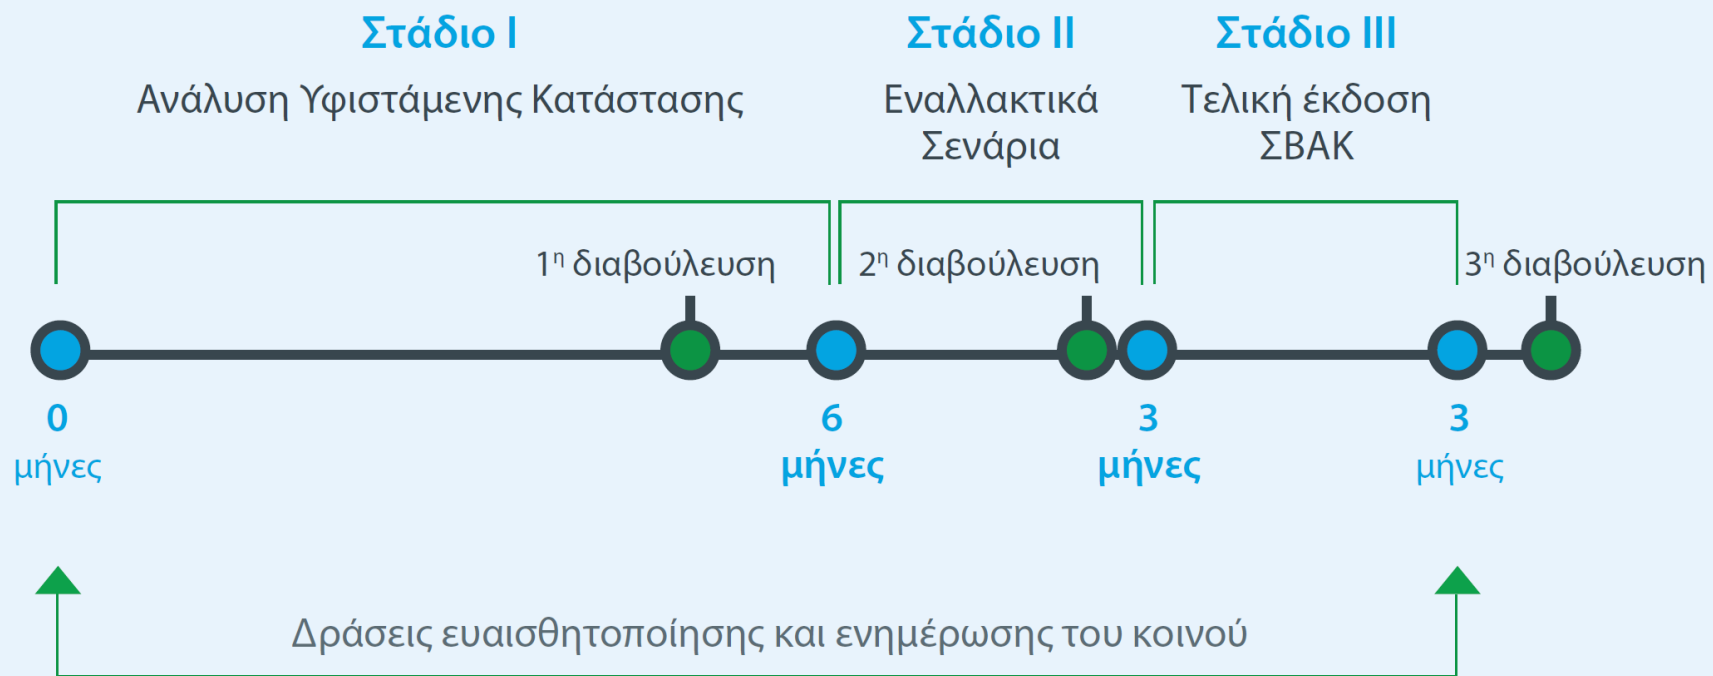 Στάδιο I
Στάδιο II
Στάδιο III
Ανάλυση Υφιστάμενης Κατάστασης
Εναλλακτικά
Σενάρια
Τελική έκδοση
ΣΒΑΚ
1η διαβούλευση
2η διαβούλευση
3η διαβούλευση
0
μήνες
6
μήνες
3
μήνες
3
μήνες
Δράσεις ευαισθητοποίησης και ενημέρωσης του κοινού